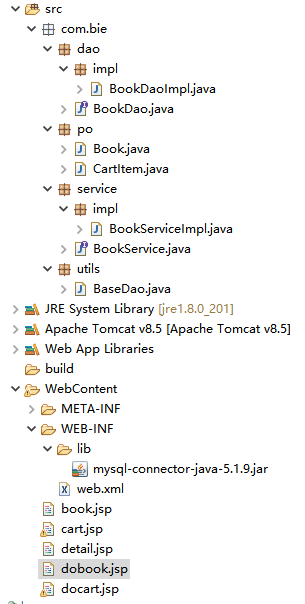 src
com.bie
dao
impl
BookDaoImpl.java
BookDao.java
po
Book.java
CartItem.java
service
impl
BookServiceImpl.java
BookService.java
utils
BaseDao.java
JRE System Library [jre1.8.0_201]
Apache Tomcat v8.5 [Apache Tomcat v8.5]
Web App Libraries
build
WebContent
META-INF
WEB-INF
lib
mysql-connector-java-5.1.9.jar
web.xml
book.jsp
cart.jsp
detail.jsp
dobook.jsp
docart.jsp